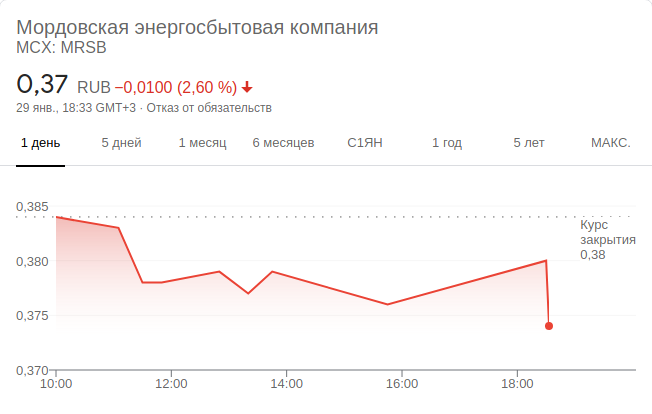 Мордовская энергосбытовая компания
MCX: MRSB
0,37 RUB −0,0100 (2,60 %)
29 янв., 18:33 GMT+3 · Отказ от обязательств
1 день 5 дней 1 месяц 6 месяцев С1ЯН 1 год 5 лет МАКС.
0,385
Курс
закрытия
0,38
0,380
0,375
0,370
10:00 12:00 14:00 16:00 18:00